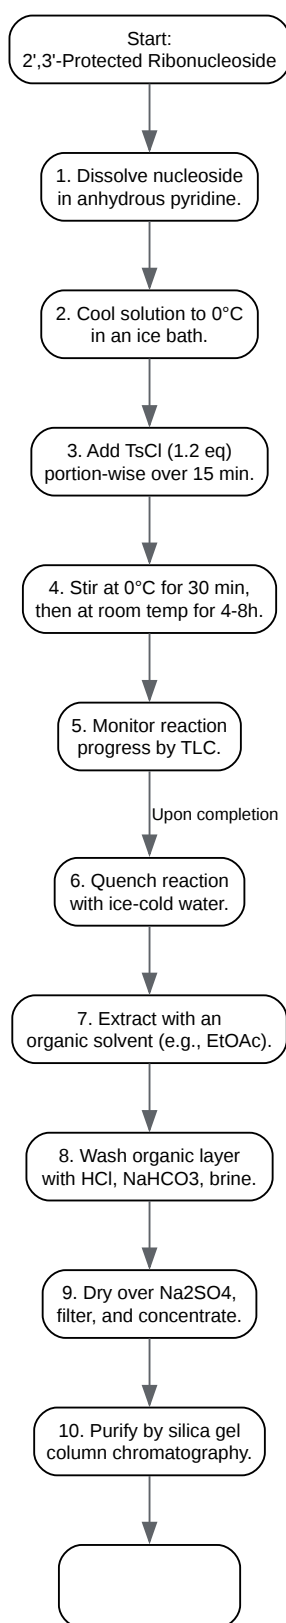 Start:
2',3'-Protected Ribonucleoside
1. Dissolve nucleoside
in anhydrous pyridine.
2. Cool solution to 0°C
in an ice bath.
3. Add TsCl (1.2 eq)
portion-wise over 15 min.
4. Stir at 0°C for 30 min,
then at room temp for 4-8h.
5. Monitor reaction
progress by TLC.
Upon completion
6. Quench reaction
with ice-cold water.
7. Extract with an
organic solvent (e.g., EtOAc).
8. Wash organic layer
with HCl, NaHCO3, brine.
9. Dry over Na2SO4,
filter, and concentrate.
10. Purify by silica gel
column chromatography.